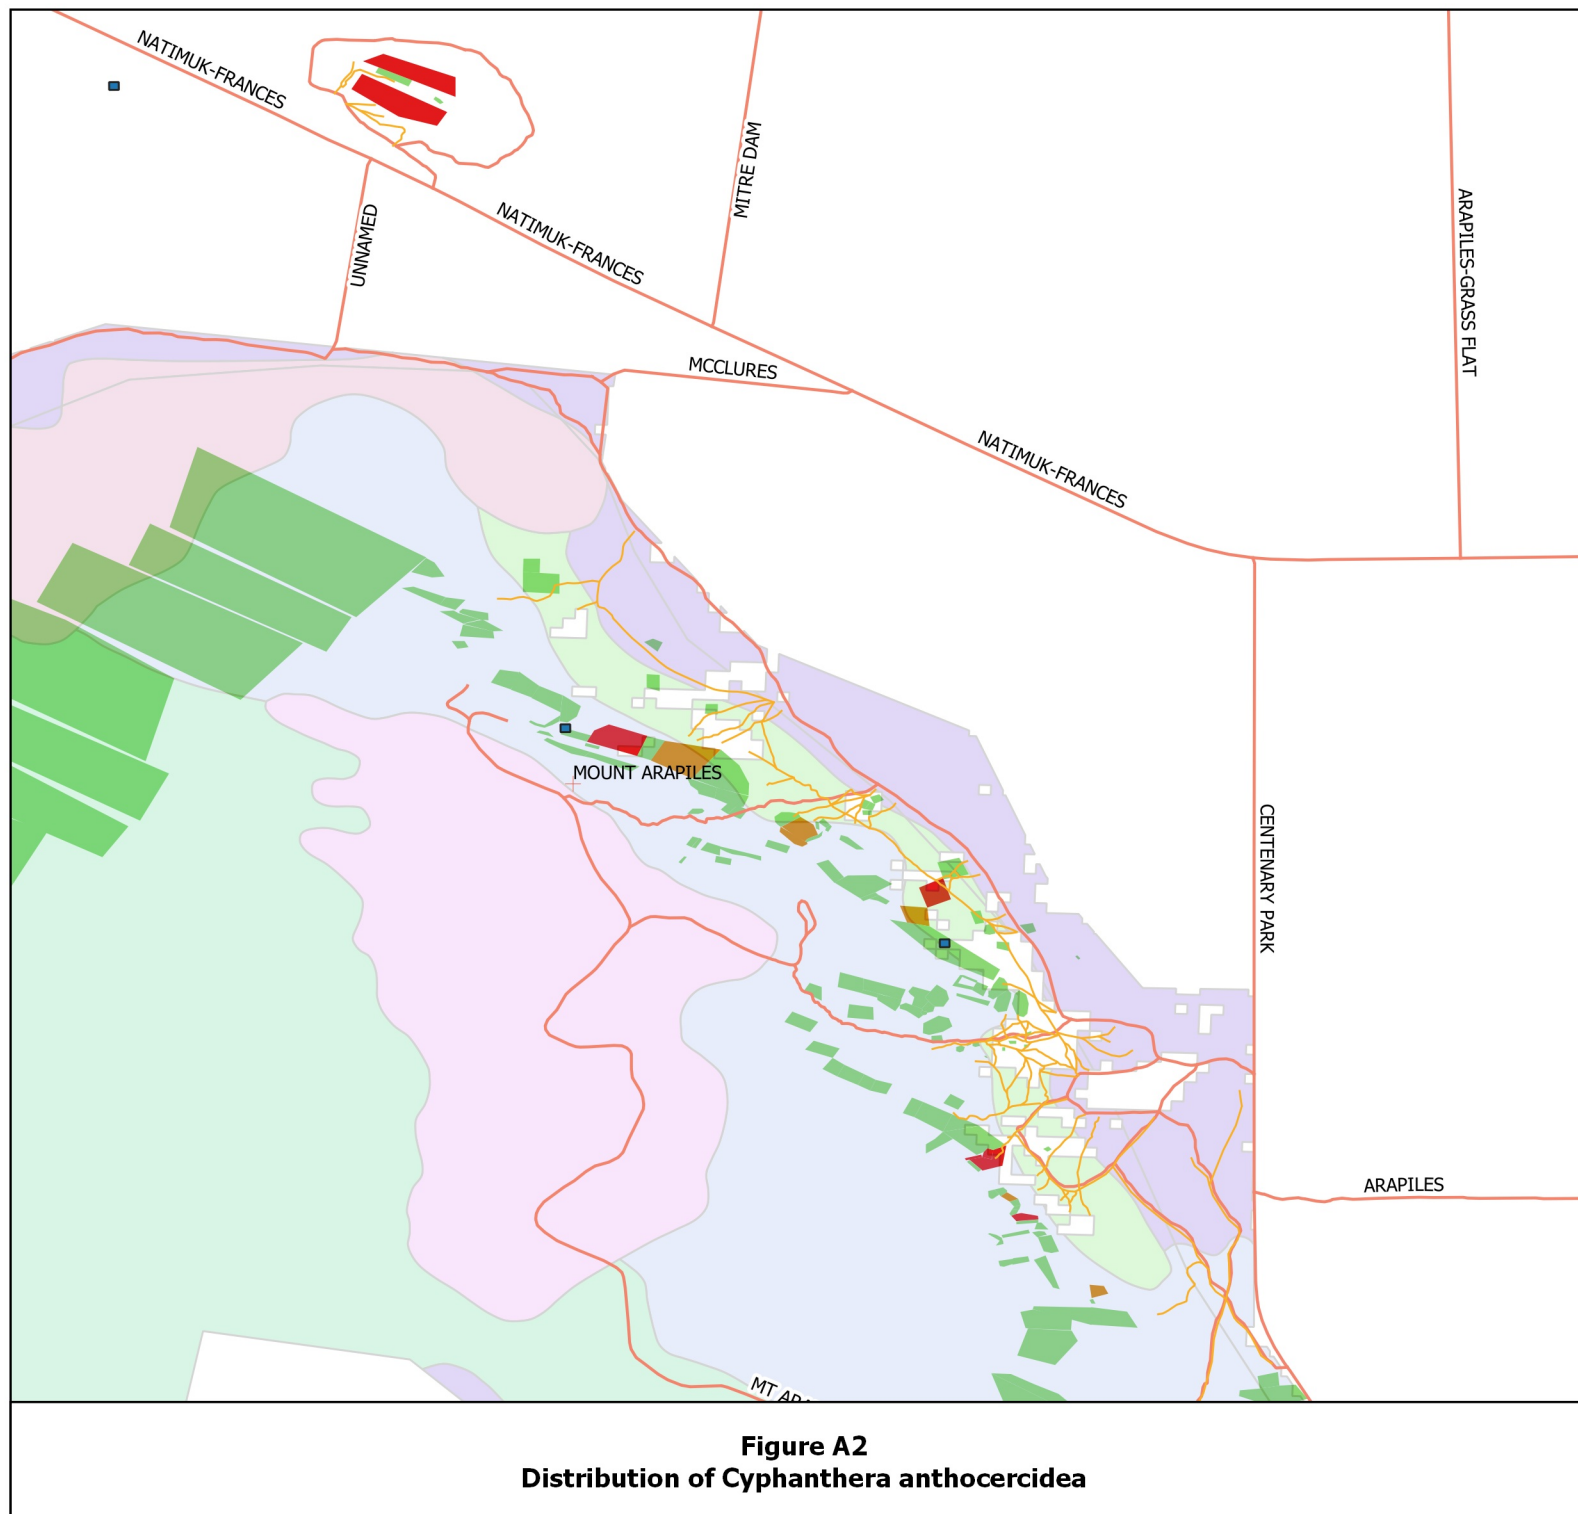 NATIMUK-FRANCES
MITRE DAM
ARAPILES-GRASS FLAT
UNNAMED
NATIMUK-FRANCES
MCCLURES
NATIMUK-FRANCES
MOUNT ARAPILES
CENTENARY PARK
ARAPILES
MT
Figure A2
Distribution of Cyphanthera anthocercidea